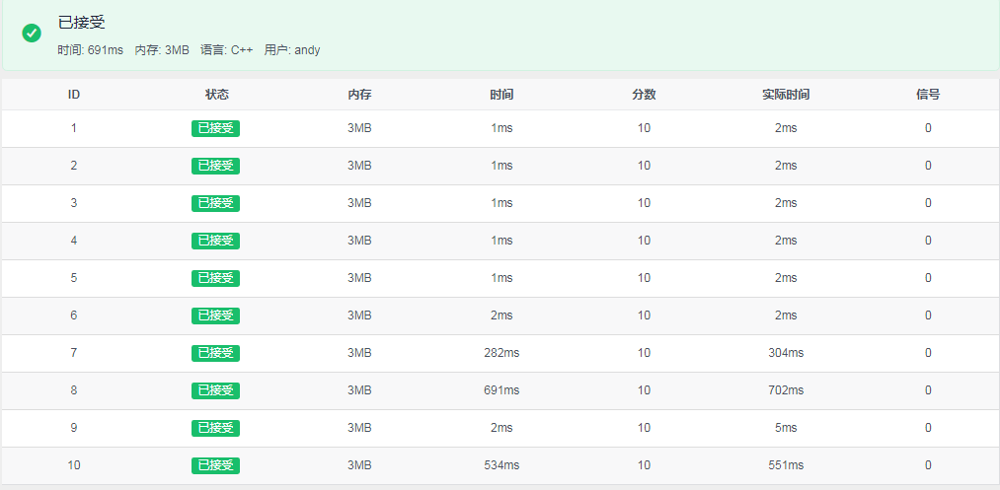 已接受
时间: 691ms 内存: 3MB 语言: C++ 用户: andy
ID 状态 内存 时间 分数 实际时间 信号
1 已接受 3MB 1ms 10 2ms 0
2 已接受 3MB 1ms 10 2ms 0
3 已接受 3MB 1ms 10 2ms 0
4 已接受 3MB 1ms 10 2ms 0
5 已接受 3MB 1ms 10 2ms 0
6 已接受 3MB 2ms 10 2ms 0
7 已接受 3MB 282ms 10 304ms 0
8 已接受 3MB 691ms 10 702ms 0
9 已接受 3MB 2ms 10 5ms 0
10 已接受 3MB 534ms 10 551ms 0